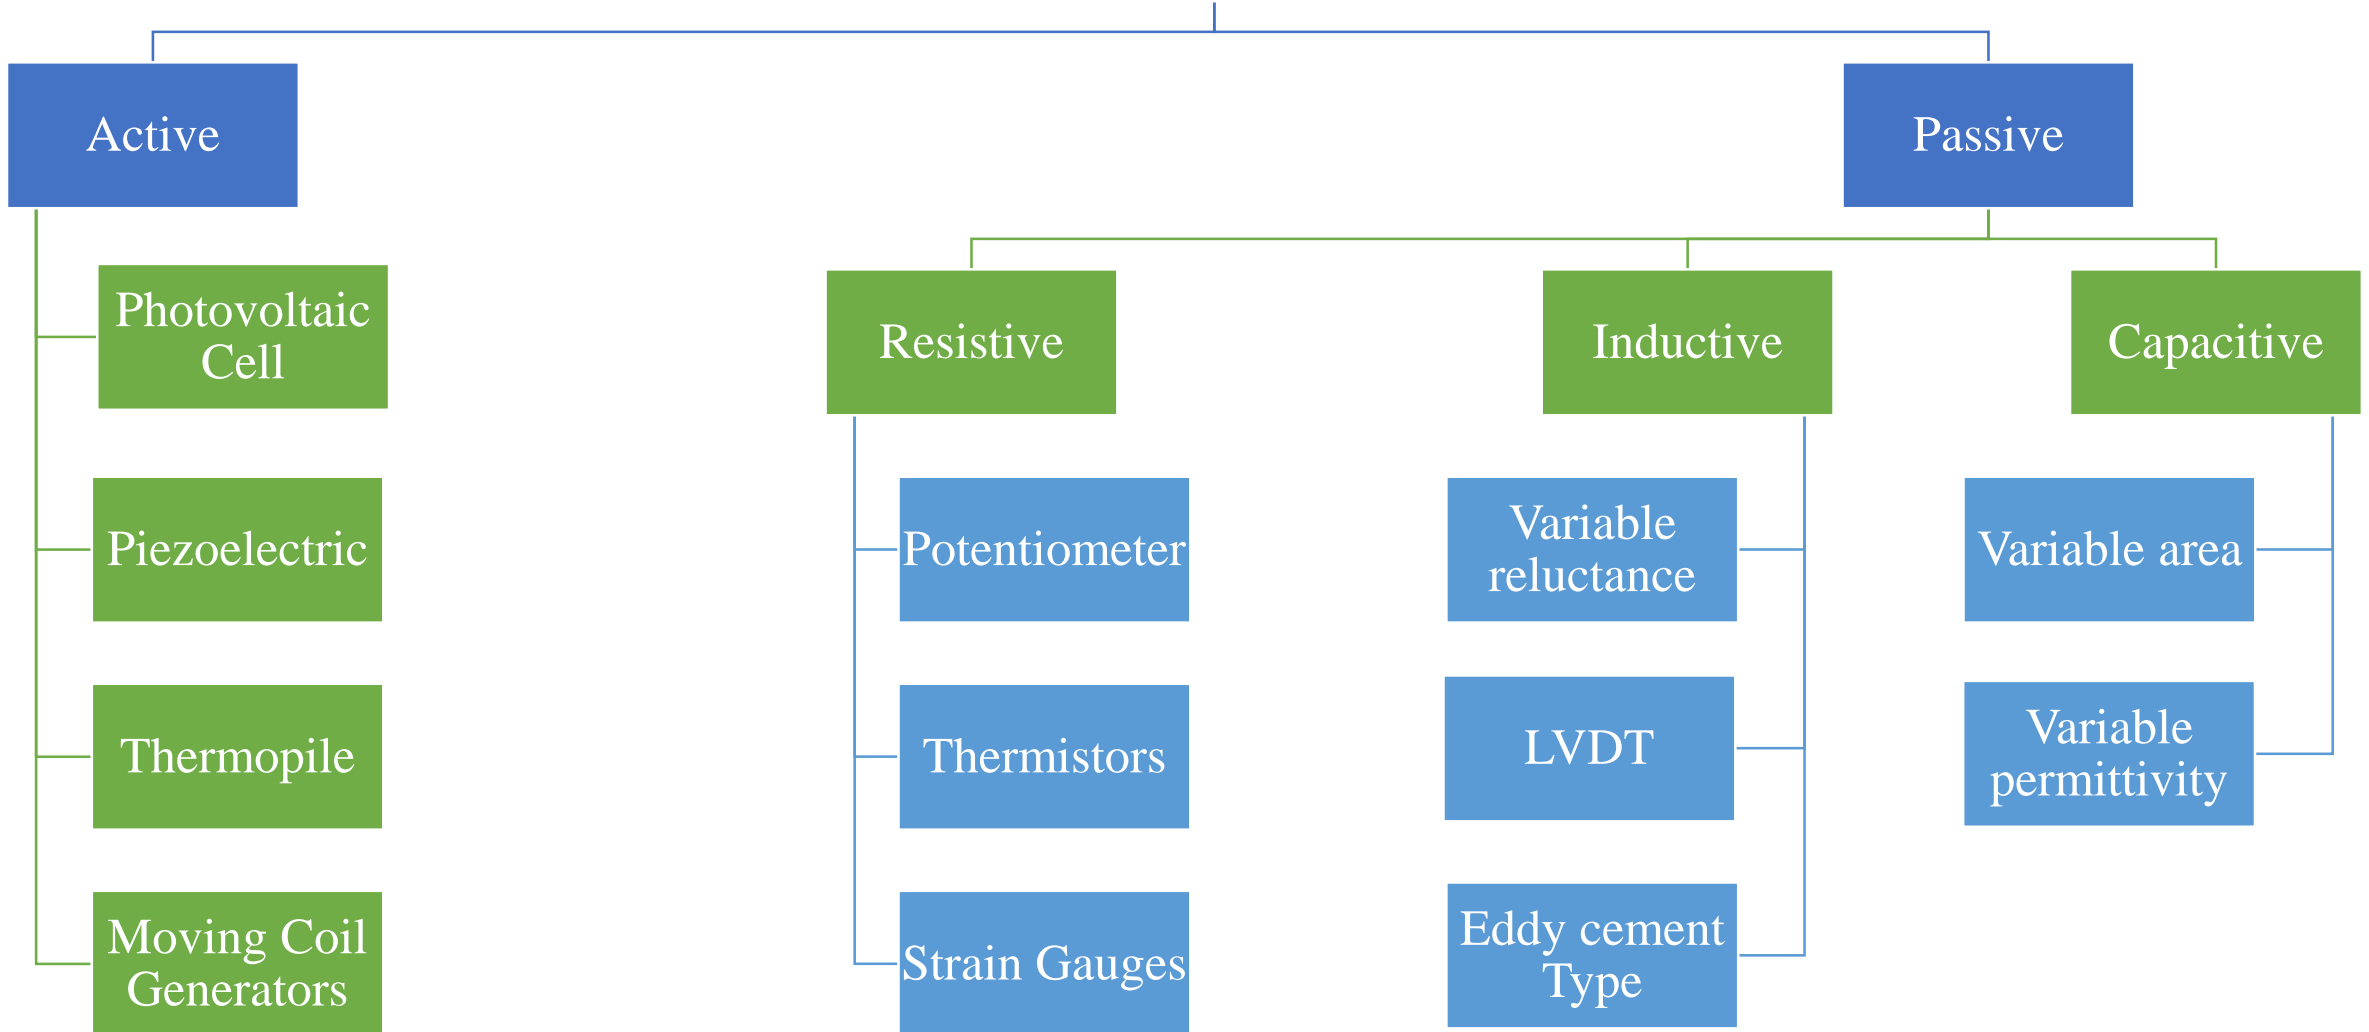 Active
Passive
Photovoltaic
Cell
Resistive
Inductive
Capacitive
Piezoelectric
Potentiometer
Variable
reluctance
Variable area
Thermopile
Thermistors
LVDT
Variable
permittivity
Moving Coil
Generators
Strain Gauges
Eddy cement
Type